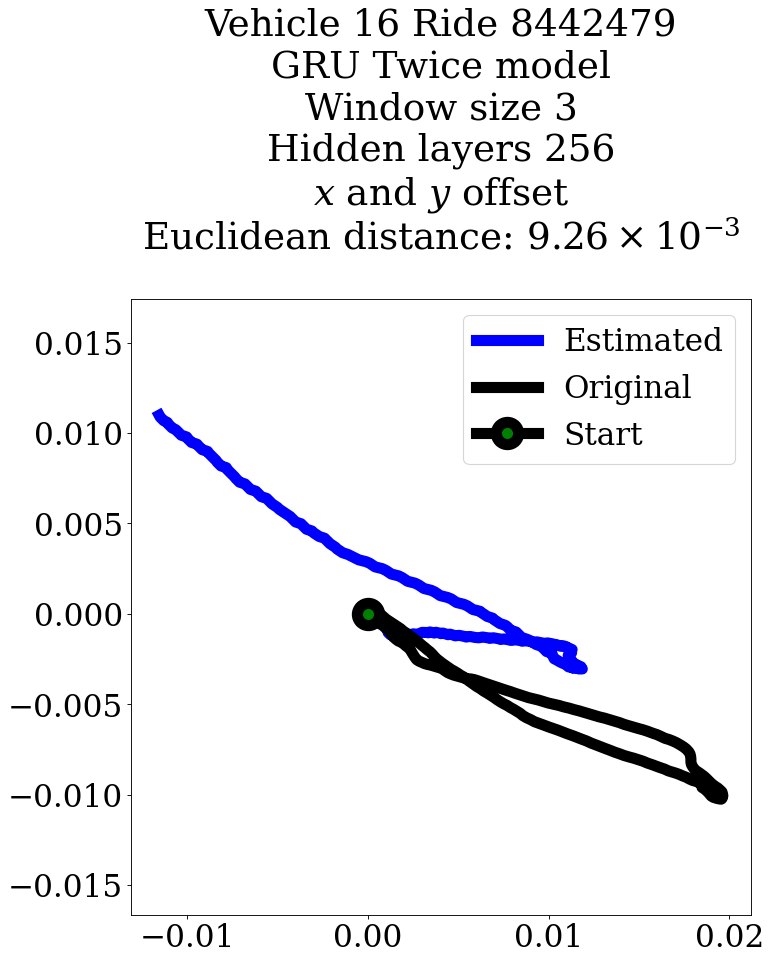 Vehicle 16 Ride 8442479
GRU Twice model
Window size 3
Hidden layers 256
x and y offset
Euclidean distance: 9.26 × 10⁻³
Estimated
Original
Start
0.015
0.010
0.005
0.000
−0.005
−0.010
−0.015
−0.01 0.00 0.01 0.02